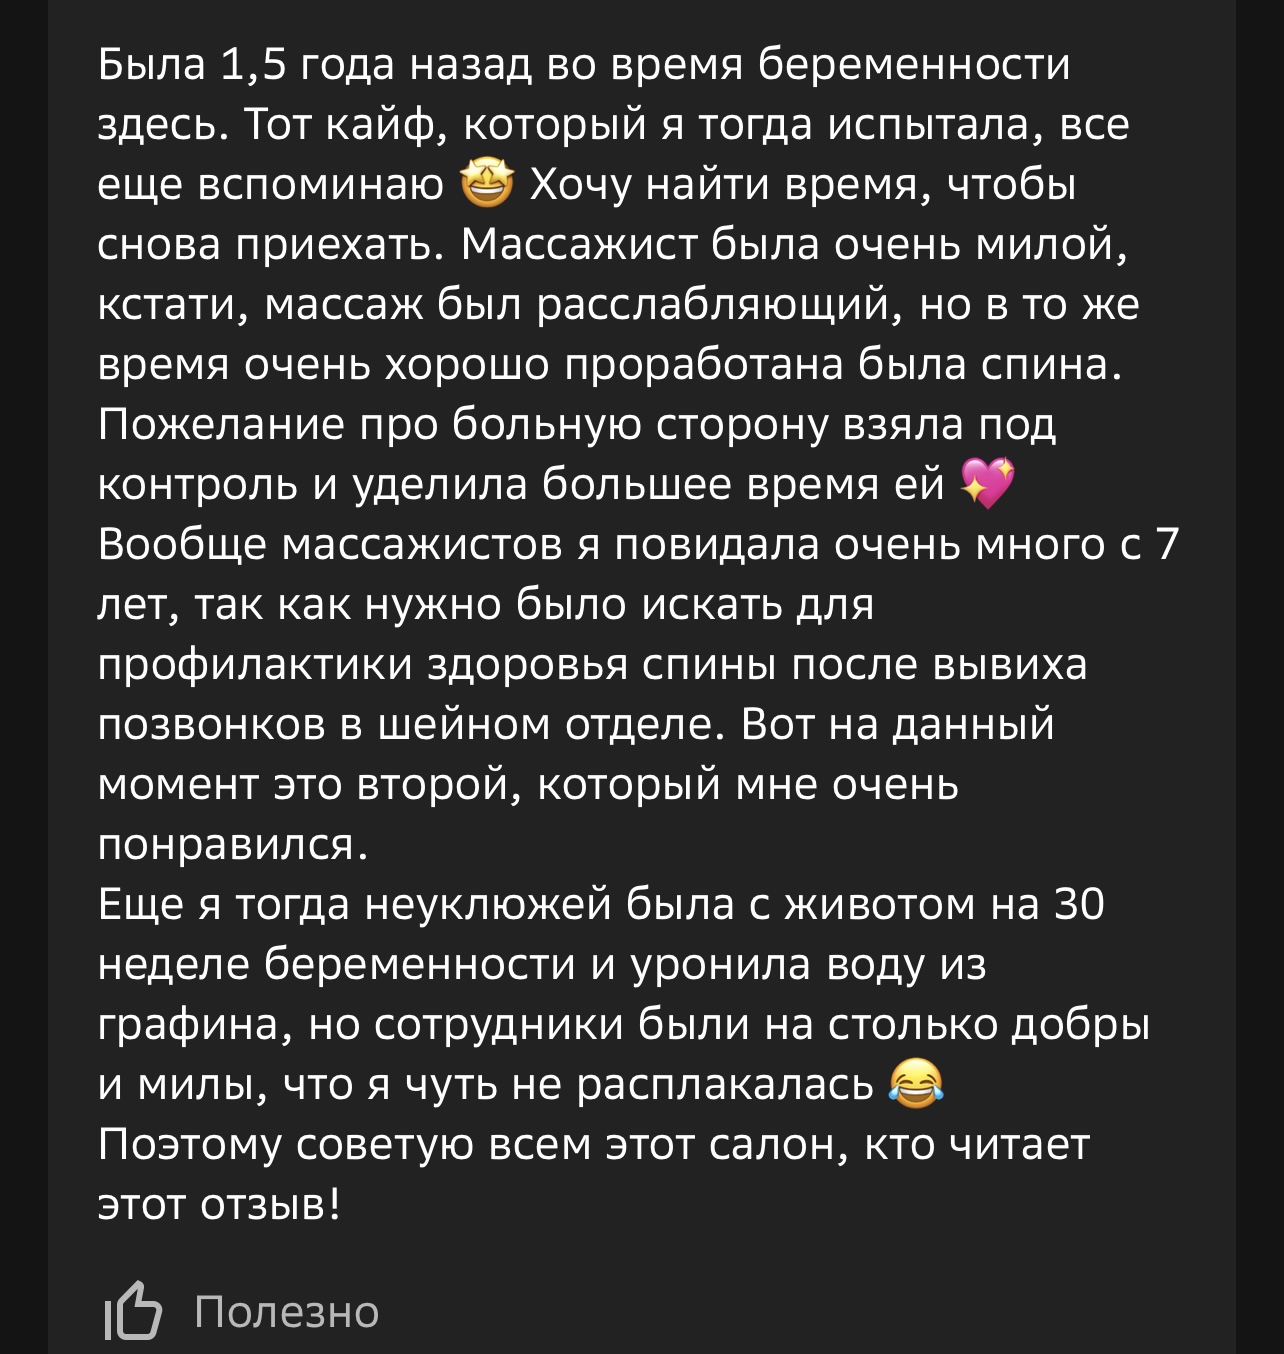 Была 1,5 года назад во время беременности
здесь. Тот кайф, который я тогда испытала, все
еще вспоминаю 🤩 Хочу найти время, чтобы
снова приехать. Массажист была очень милой,
кстати, массаж был расслабляющий, но в то же
время очень хорошо проработана была спина.
Пожелание про больную сторону взяла под
контроль и уделила большее время ей 💖
Вообще массажистов я повидала очень много с 7
лет, так как нужно было искать для
профилактики здоровья спины после вывиха
позвонков в шейном отделе. Вот на данный
момент это второй, который мне очень
понравился.
Еще я тогда неуклюжей была с животом на 30
неделе беременности и уронила воду из
графина, но сотрудники были на столько добры
и милы, что я чуть не расплакалась 😂
Поэтому советую всем этот салон, кто читает
этот отзыв!
Полезно